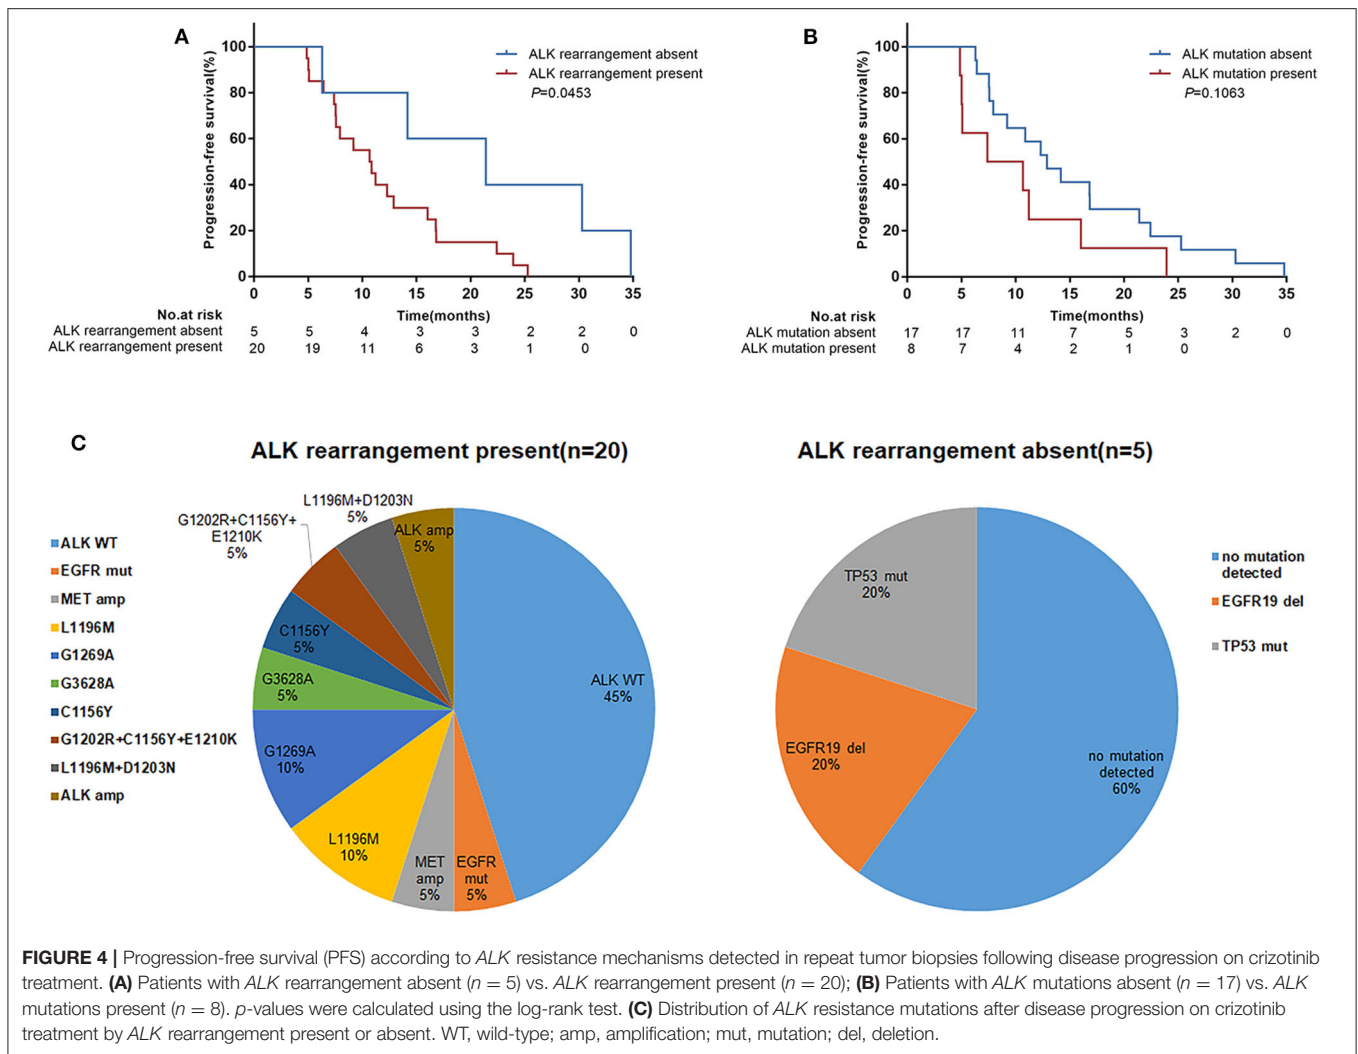 A
Progression-free survival(%)
100
80
60
40
20
0
0 5 10 15 20 25 30 35
ALK rearrangement absent
ALK rearrangement present
P=0.0453
No.at risk Time(months)
ALK rearrangement absent 5 5 4 3 3 2 2 0
ALK rearrangement present 20 19 11 6 3 1 0
B
Progression-free survival(%)
100
80
60
40
20
0
0 5 10 15 20 25 30 35
ALK mutation absent
ALK mutation present
P=0.1063
No.at risk Time(months)
ALK mutation absent 17 17 11 7 5 3 2 0
ALK mutation present 8 7 4 2 1 0
C
ALK rearrangement present(n=20)
ALK WT
EGFR mut
MET amp
L1196M
G1269A
G3628A
C1156Y
G1202R+C1156Y+E1210K
L1196M+D1203N
ALK amp
L1196M+D1203N
5%
G1202R+C1156Y+
E1210K
5%
ALK amp
5%
C1156Y
5%
G3628A
5%
G1269A
10%
L1196M
10%
MET
amp
5%
EGFR
mut
5%
ALK WT
45%
ALK rearrangement absent(n=5)
TP53 mut
20%
EGFR19 del
20%
no mutation
detected
60%
no mutation
detected
EGFR19 del
TP53 mut
FIGURE 4 | Progression-free survival (PFS) according to ALK resistance mechanisms detected in repeat tumor biopsies following disease progression on crizotinib
treatment. (A) Patients with ALK rearrangement absent (n = 5) vs. ALK rearrangement present (n = 20); (B) Patients with ALK mutations absent (n = 17) vs. ALK
mutations present (n = 8). p-values were calculated using the log-rank test. (C) Distribution of ALK resistance mutations after disease progression on crizotinib
treatment by ALK rearrangement present or absent. WT, wild-type; amp, amplification; mut, mutation; del, deletion.